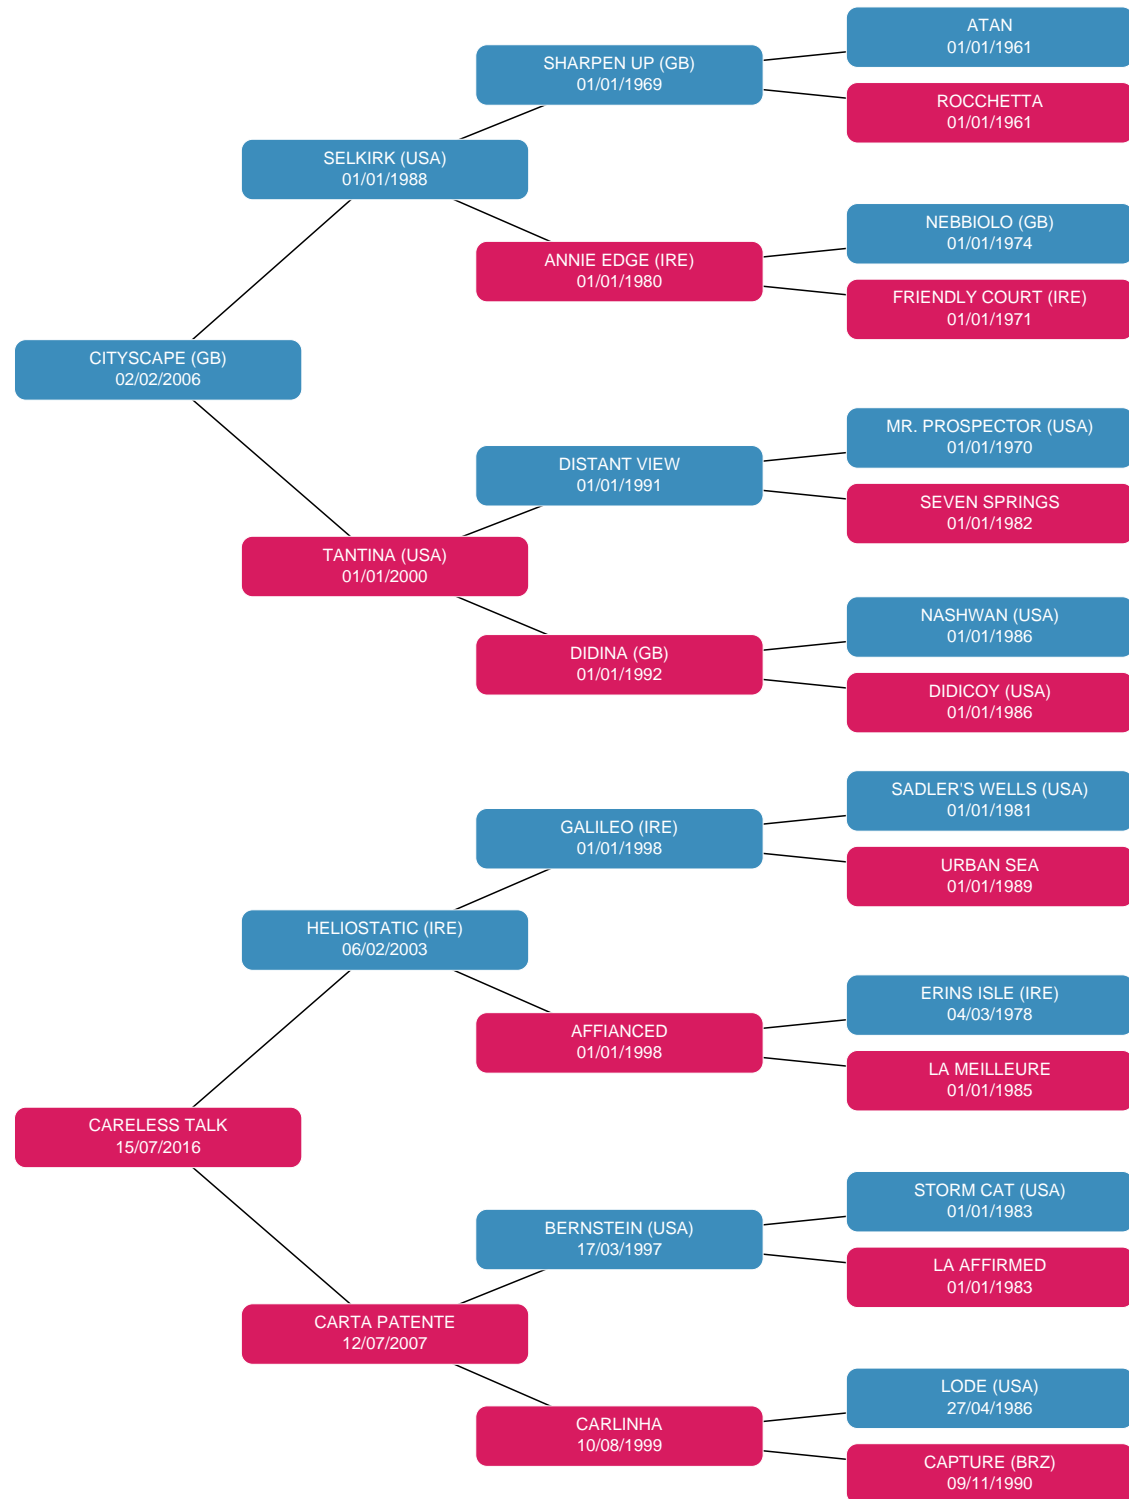 ATAN
01/01/1961
SHARPEN UP (GB)
01/01/1969
ROCCHETTA
01/01/1961
SELKIRK (USA)
01/01/1988
NEBBIOLO (GB)
01/01/1974
ANNIE EDGE (IRE)
01/01/1980
FRIENDLY COURT (IRE)
01/01/1971
CITYSCAPE (GB)
02/02/2006
MR. PROSPECTOR (USA)
01/01/1970
DISTANT VIEW
01/01/1991
SEVEN SPRINGS
01/01/1982
TANTINA (USA)
01/01/2000
NASHWAN (USA)
01/01/1986
DIDINA (GB)
01/01/1992
DIDICOY (USA)
01/01/1986
SADLER'S WELLS (USA)
01/01/1981
GALILEO (IRE)
01/01/1998
URBAN SEA
01/01/1989
HELIOSTATIC (IRE)
06/02/2003
ERINS ISLE (IRE)
04/03/1978
AFFIANCED
01/01/1998
LA MEILLEURE
01/01/1985
CARELESS TALK
15/07/2016
STORM CAT (USA)
01/01/1983
BERNSTEIN (USA)
17/03/1997
LA AFFIRMED
01/01/1983
CARTA PATENTE
12/07/2007
LODE (USA)
27/04/1986
CARLINHA
10/08/1999
CAPTURE (BRZ)
09/11/1990